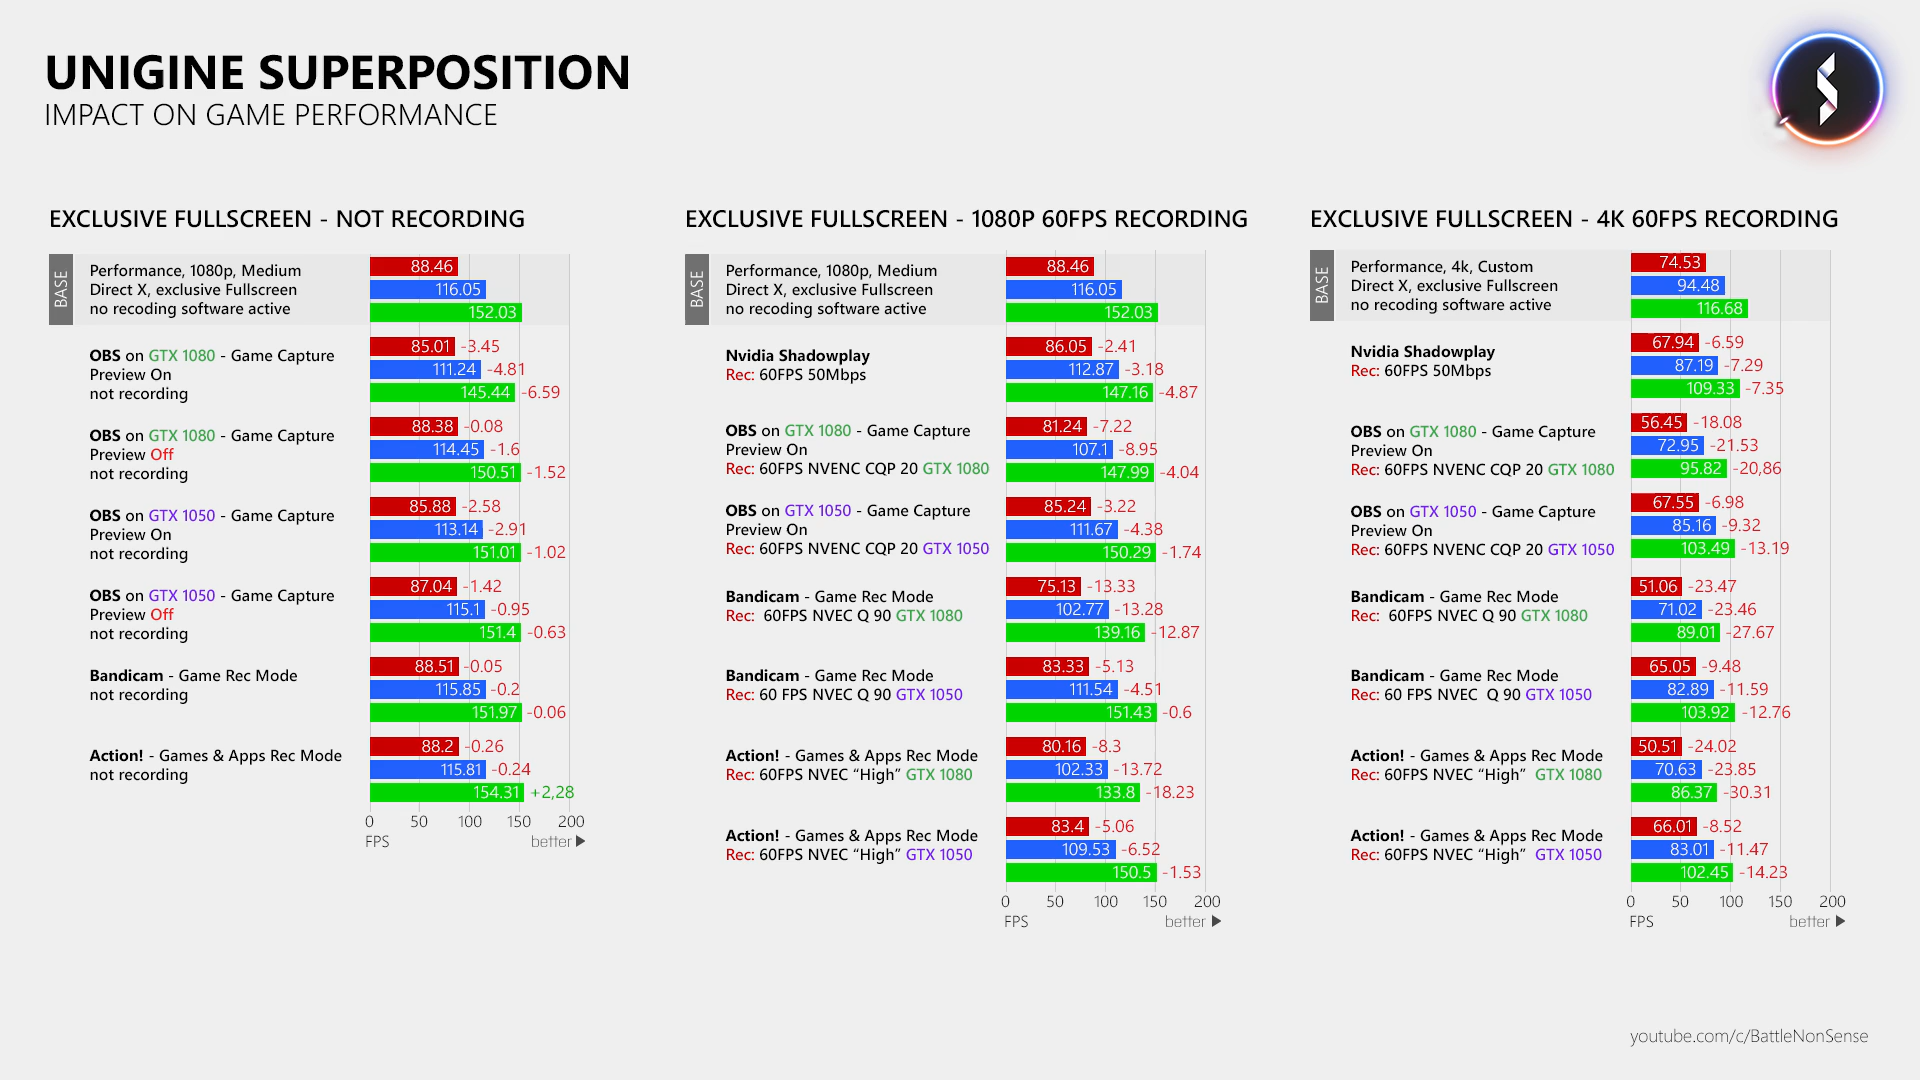 UNIGINE SUPERPOSITION
IMPACT ON GAME PERFORMANCE
EXCLUSIVE FULLSCREEN - NOT RECORDING
BASE
Performance, 1080p, Medium
Direct X, exclusive Fullscreen
no recoding software active
88.46
116.05
152.03
OBS on GTX 1080 - Game Capture
Preview On
not recording
85.01 -3.45
111.24 -4.81
145.44 -6.59
OBS on GTX 1080 - Game Capture
Preview Off
not recording
88.38 -0.08
114.45 -1.6
150.51 -1.52
OBS on GTX 1050 - Game Capture
Preview On
not recording
85.88 -2.58
113.14 -2.91
151.01 -1.02
OBS on GTX 1050 - Game Capture
Preview Off
not recording
87.04 -1.42
115.1 -0.95
151.4 -0.63
Bandicam - Game Rec Mode
not recording
88.51 -0.05
115.85 -0.2
151.97 -0.06
Action! - Games & Apps Rec Mode
not recording
88.2 -0.26
115.81 -0.24
154.31 +2,28
0 50 100 150 200
FPS better
EXCLUSIVE FULLSCREEN - 1080P 60FPS RECORDING
BASE
Performance, 1080p, Medium
Direct X, exclusive Fullscreen
no recoding software active
88.46
116.05
152.03
Nvidia Shadowplay
Rec: 60FPS 50Mbps
86.05 -2.41
112.87 -3.18
147.16 -4.87
OBS on GTX 1080 - Game Capture
Preview On
Rec: 60FPS NVENC CQP 20 GTX 1080
81.24 -7.22
107.1 -8.95
147.99 -4.04
OBS on GTX 1050 - Game Capture
Preview On
Rec: 60FPS NVENC CQP 20 GTX 1050
85.24 -3.22
111.67 -4.38
150.29 -1.74
Bandicam - Game Rec Mode
Rec: 60FPS NVEC Q 90 GTX 1080
75.13 -13.33
102.77 -13.28
139.16 -12.87
Bandicam - Game Rec Mode
Rec: 60 FPS NVEC Q 90 GTX 1050
83.33 -5.13
111.54 -4.51
151.43 -0.6
Action! - Games & Apps Rec Mode
Rec: 60FPS NVEC “High” GTX 1080
80.16 -8.3
102.33 -13.72
133.8 -18.23
Action! - Games & Apps Rec Mode
Rec: 60FPS NVEC “High” GTX 1050
83.4 -5.06
109.53 -6.52
150.5 -1.53
0 50 100 150 200
FPS better
EXCLUSIVE FULLSCREEN - 4K 60FPS RECORDING
BASE
Performance, 4k, Custom
Direct X, exclusive Fullscreen
no recoding software active
74.53
94.48
116.68
Nvidia Shadowplay
Rec: 60FPS 50Mbps
67.94 -6.59
87.19 -7.29
109.33 -7.35
OBS on GTX 1080 - Game Capture
Preview On
Rec: 60FPS NVENC CQP 20 GTX 1080
56.45 -18.08
72.95 -21.53
95.82 -20,86
OBS on GTX 1050 - Game Capture
Preview On
Rec: 60FPS NVENC CQP 20 GTX 1050
67.55 -6.98
85.16 -9.32
103.49 -13.19
Bandicam - Game Rec Mode
Rec: 60FPS NVEC Q 90 GTX 1080
51.06 -23.47
71.02 -23.46
89.01 -27.67
Bandicam - Game Rec Mode
Rec: 60 FPS NVEC Q 90 GTX 1050
65.05 -9.48
82.89 -11.59
103.92 -12.76
Action! - Games & Apps Rec Mode
Rec: 60FPS NVEC “High” GTX 1080
50.51 -24.02
70.63 -23.85
86.37 -30.31
Action! - Games & Apps Rec Mode
Rec: 60FPS NVEC “High” GTX 1050
66.01 -8.52
83.01 -11.47
102.45 -14.23
0 50 100 150 200
FPS better
youtube.com/c/BattleNonSense